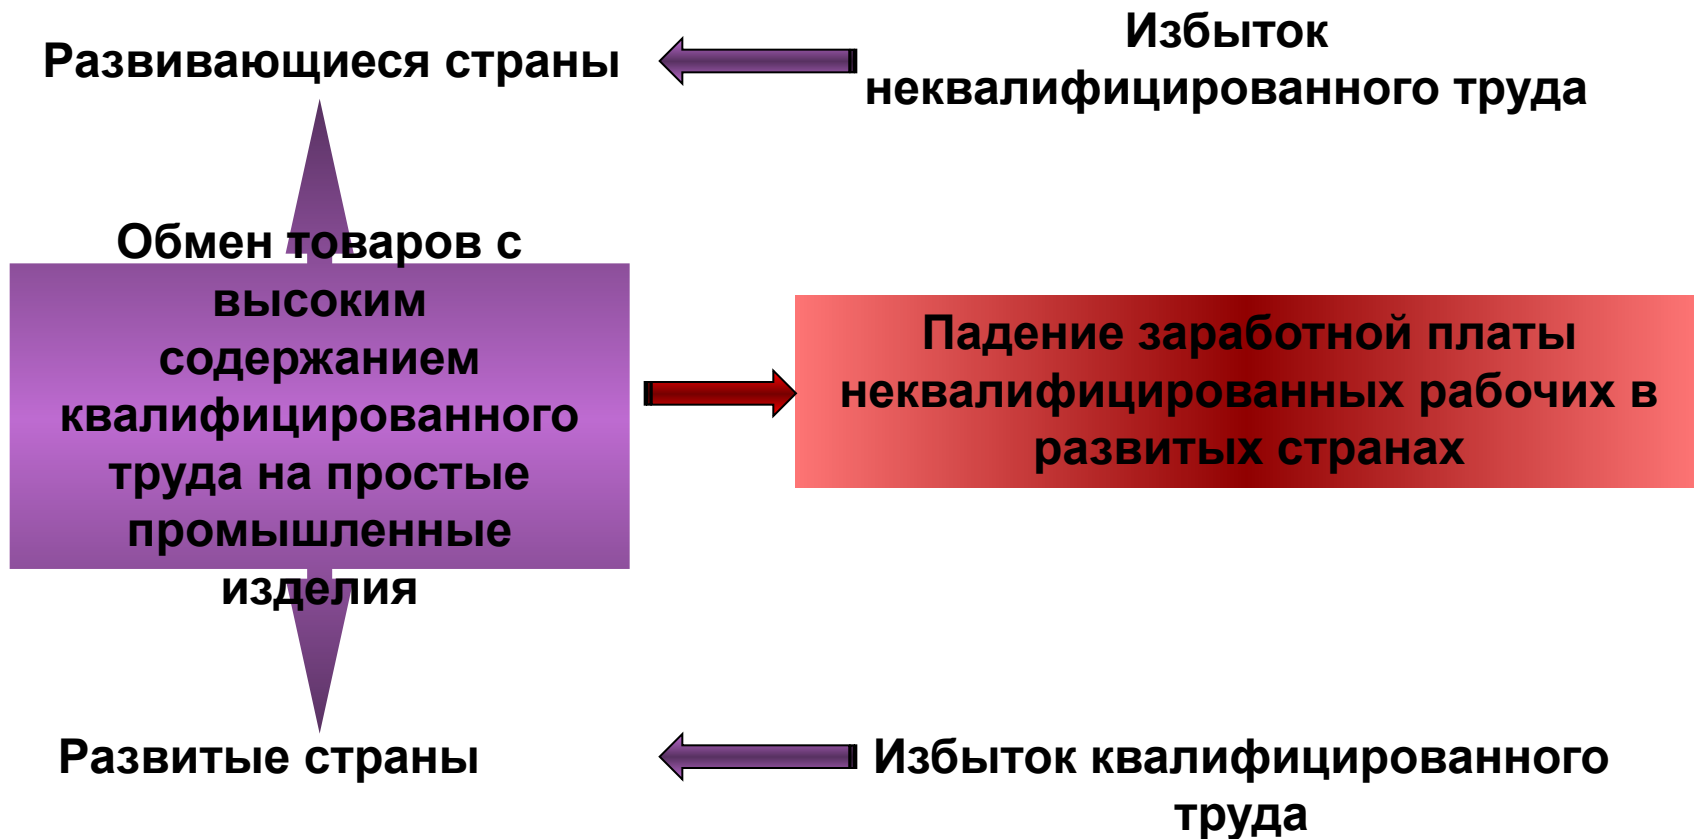 Развивающиеся страны
Избыток
неквалифицированного труда
Обмен товаров с
высоким
содержанием
квалифицированного
труда на простые
промышленные
изделия
Падение заработной платы
неквалифицированных рабочих в
развитых странах
Развитые страны
Избыток квалифицированного
труда